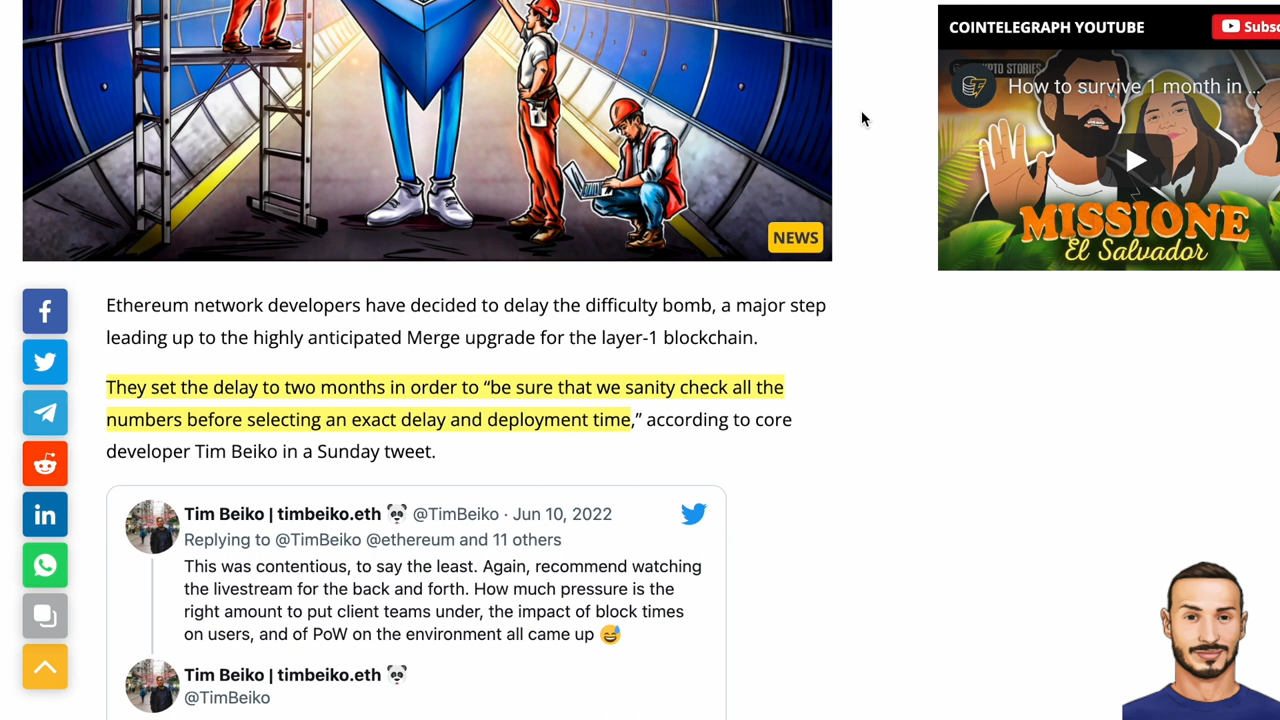 COINTELEGRAPH YOUTUBE
CRYPTO STORIES
How to survive 1 month in ...
MISSIONE
El Salvador
NEWS
Ethereum network developers have decided to delay the difficulty bomb, a major step
leading up to the highly anticipated Merge upgrade for the layer-1 blockchain.
They set the delay to two months in order to “be sure that we sanity check all the
numbers before selecting an exact delay and deployment time,” according to core
developer Tim Beiko in a Sunday tweet.
Tim Beiko | timbeiko.eth 🐼 @TimBeiko · Jun 10, 2022
Replying to @TimBeiko @ethereum and 11 others
This was contentious, to say the least. Again, recommend watching
the livestream for the back and forth. How much pressure is the
right amount to put client teams under, the impact of block times
on users, and of PoW on the environment all came up 😅
Tim Beiko | timbeiko.eth 🐼
@TimBeiko